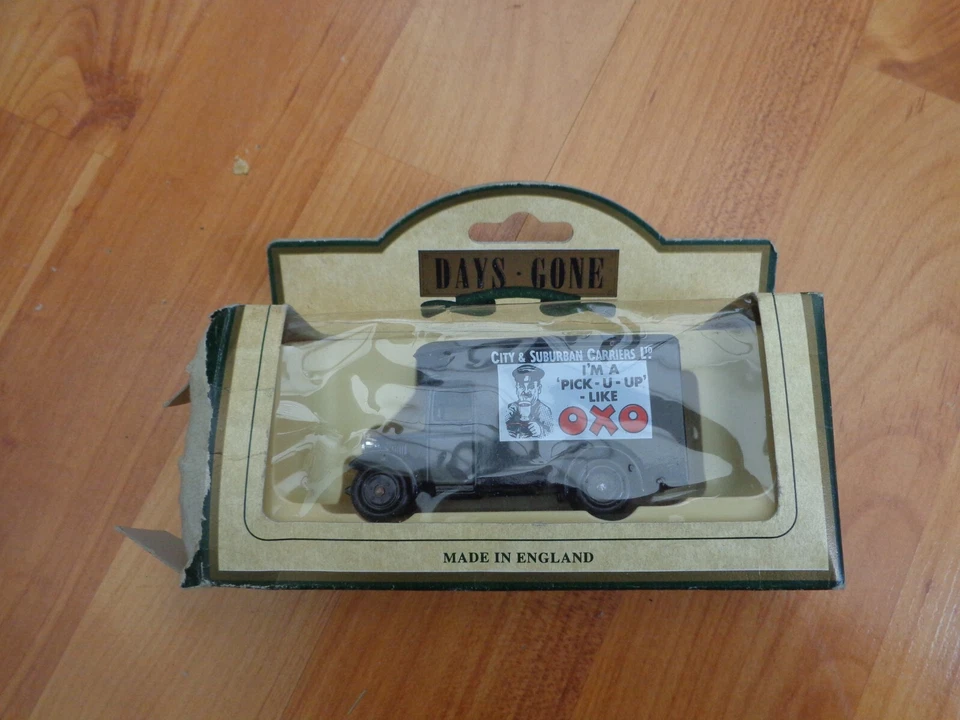 DAYS · GONE
CITY & SUBURBAN CARRIERS LTD
I'M A
'PICK-U-UP'
- LIKE
OXO
MADE IN ENGLAND